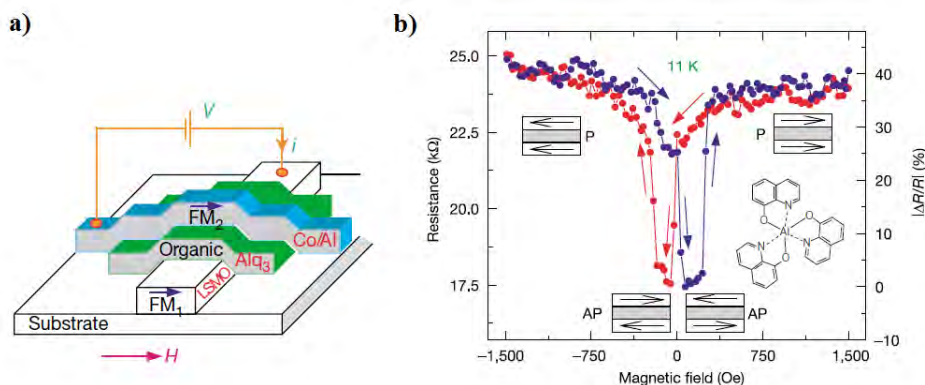 a)
V
i
FM2
Co/Al
Organic
Alq3
LSMO
FM1
Substrate
H
b)
25.0
22.5
20.0
17.5
Resistance (kΩ)
11 K
P
P
AP
AP
Al
N
N
N
O
O
O
40
30
20
10
0
−10
|ΔR/R| (%)
−1,500
−750
0
750
1,500
Magnetic field (Oe)